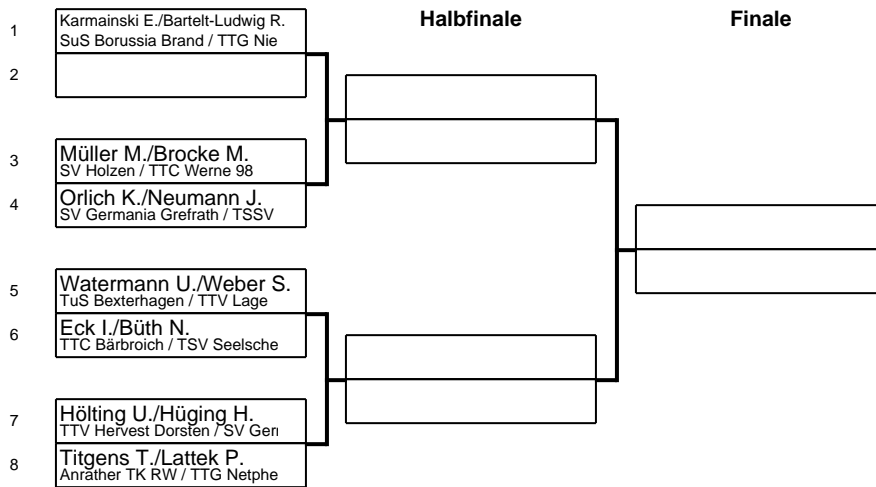 Halbfinale
Finale
1
Karmainski E./Bartelt-Ludwig R.
SuS Borussia Brand / TTG Nie
2
3
Müller M./Brocke M.
SV Holzen / TTC Werne 98
4
Orlich K./Neumann J.
SV Germania Grefrath / TSSV
5
Watermann U./Weber S.
TuS Bexterhagen / TTV Lage
6
Eck I./Büth N.
TTC Bärbroich / TSV Seelsche
7
Hölting U./Hüging H.
TTV Hervest Dorsten / SV Ger
8
Titgens T./Lattek P.
Anrather TK RW / TTG Netphe